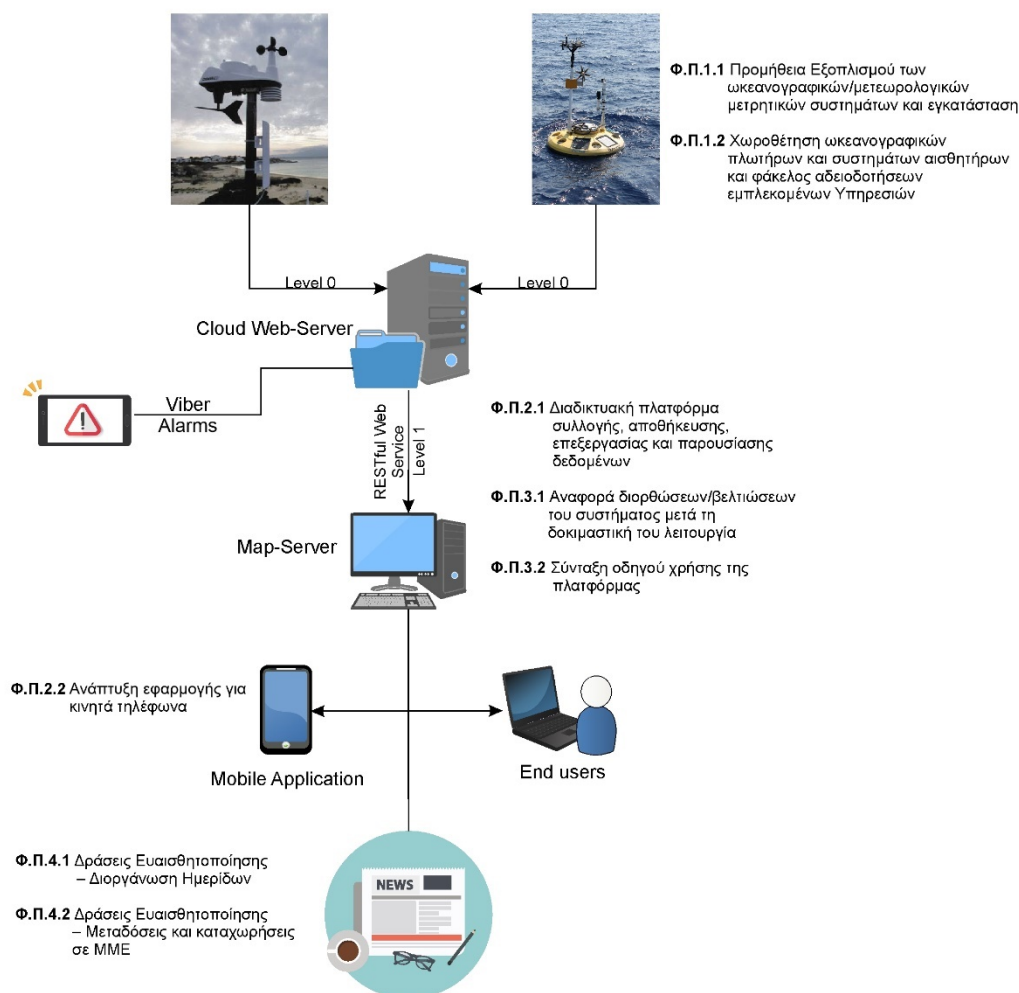 Φ.Π.1.1 Προμήθεια Εξοπλισμού των
ωκεανογραφικών/μετεωρολογικών
μετρητικών συστημάτων και εγκατάσταση
Φ.Π.1.2 Χωροθέτηση ωκεανογραφικών
πλωτήρων και συστημάτων αισθητήρων
και φάκελος αδειοδοτήσεων
εμπλεκομένων Υπηρεσιών
Level 0
Level 0
Cloud Web-Server
Viber
Alarms
RESTful Web
Service
Level 1
Φ.Π.2.1 Διαδικτυακή πλατφόρμα
συλλογής, αποθήκευσης,
επεξεργασίας και παρουσίασης
δεδομένων
Φ.Π.3.1 Αναφορά διορθώσεων/βελτιώσεων
του συστήματος μετά τη
δοκιμαστική του λειτουργία
Φ.Π.3.2 Σύνταξη οδηγού χρήσης της
πλατφόρμας
Map-Server
Φ.Π.2.2 Ανάπτυξη εφαρμογής για
κινητά τηλέφωνα
Mobile Application
End users
Φ.Π.4.1 Δράσεις Ευαισθητοποίησης
– Διοργάνωση Ημερίδων
Φ.Π.4.2 Δράσεις Ευαισθητοποίησης
– Μεταδόσεις και καταχωρήσεις
σε ΜΜΕ
NEWS